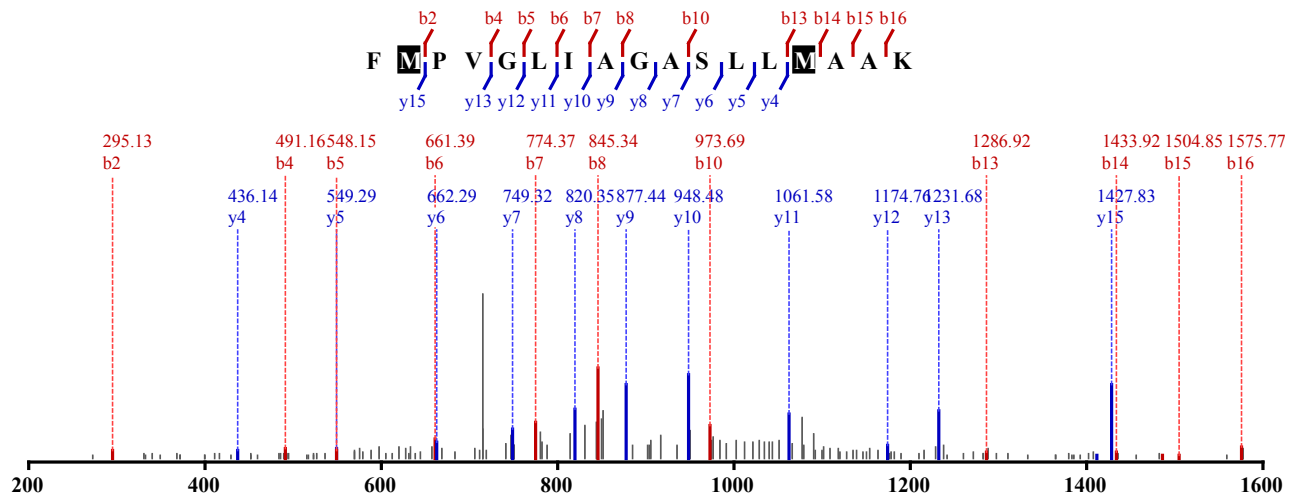 b2 b4 b5 b6 b7 b8 b10 b13 b14 b15 b16
F M P V G L I A G A S L L M A A K
y15 y13 y12 y11 y10 y9 y8 y7 y6 y5 y4
295.13 491.16 548.15 661.39 774.37 845.34 973.69 1286.92 1433.92 1504.85 1575.77
b2 b4 b5 b6 b7 b8 b10 b13 b14 b15 b16
436.14 549.29 662.29 749.32 820.35 877.44 948.48 1061.58 1174.76 1231.68 1427.83
y4 y5 y6 y7 y8 y9 y10 y11 y12 y13 y15
200 400 600 800 1000 1200 1400 1600